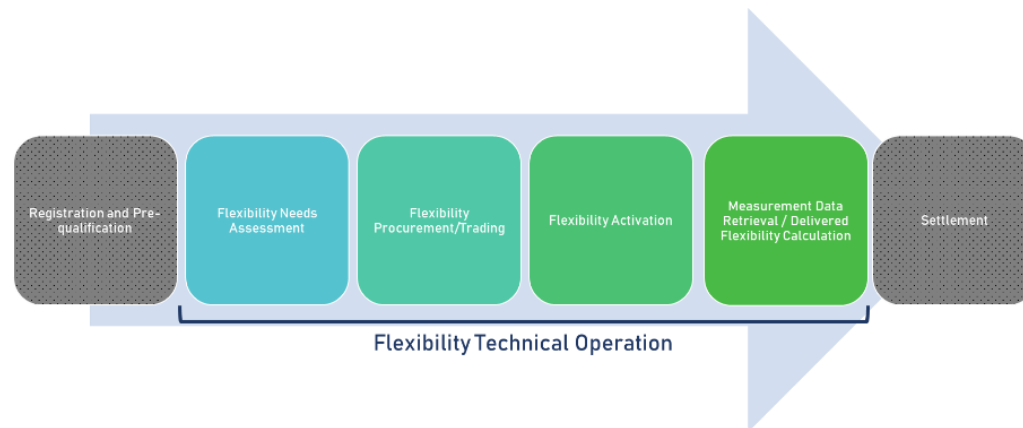 Registration and Pre-
qualification
Flexibility Needs
Assessment
Flexibility
Procurement/Trading
Flexibility Activation
Measurement Data
Retrieval / Delivered
Flexibility Calculation
Settlement
Flexibility Technical Operation